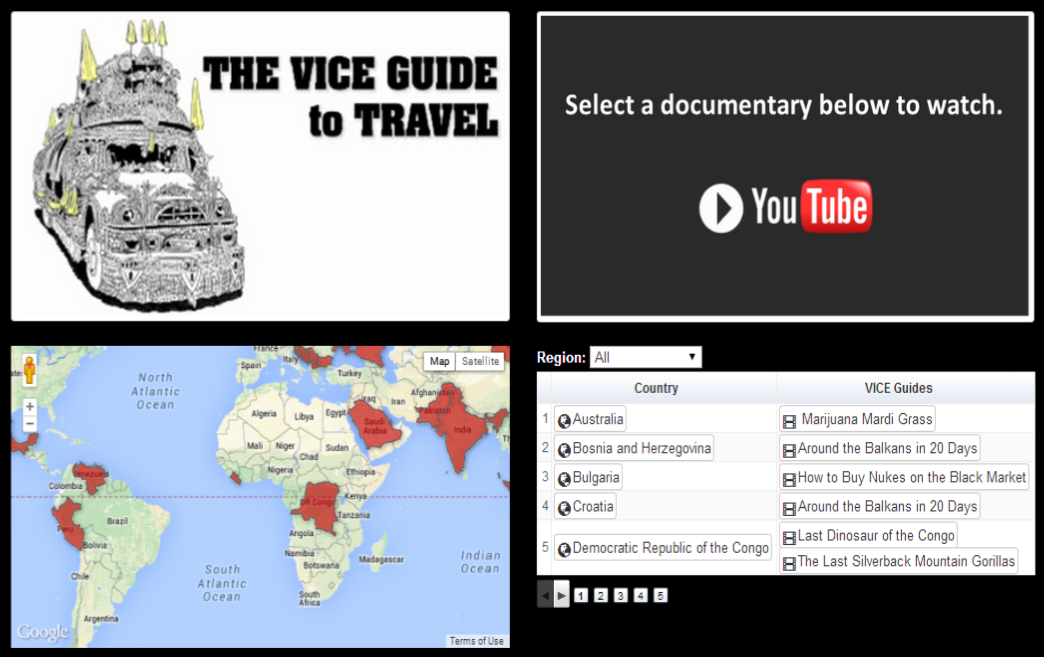 THE VICE GUIDE
to TRAVEL
Select a documentary below to watch.
YouTube
Map
Satellite
France
Spain
Italy
Turkey
Iraq
Iran
Afghanistan
Pakistan
India
North
Atlantic
Ocean
Algeria
Libya
Egypt
Saudi
Arabia
Mali
Niger
Chad
Sudan
Nigeria
Ethiopia
Venezuela
Colombia
DR Congo
Kenya
Tanzania
Peru
Brazil
Bolivia
Angola
Namibia
Botswana
Madagascar
Chile
South
Atlantic
Ocean
Indian
Ocean
South
Africa
Argentina
Google
Terms of Use
Region: All
Country VICE Guides
1 Australia Marijuana Mardi Grass
2 Bosnia and Herzegovina Around the Balkans in 20 Days
3 Bulgaria How to Buy Nukes on the Black Market
4 Croatia Around the Balkans in 20 Days
5 Democratic Republic of the Congo Last Dinosaur of the Congo
The Last Silverback Mountain Gorillas
1 2 3 4 5